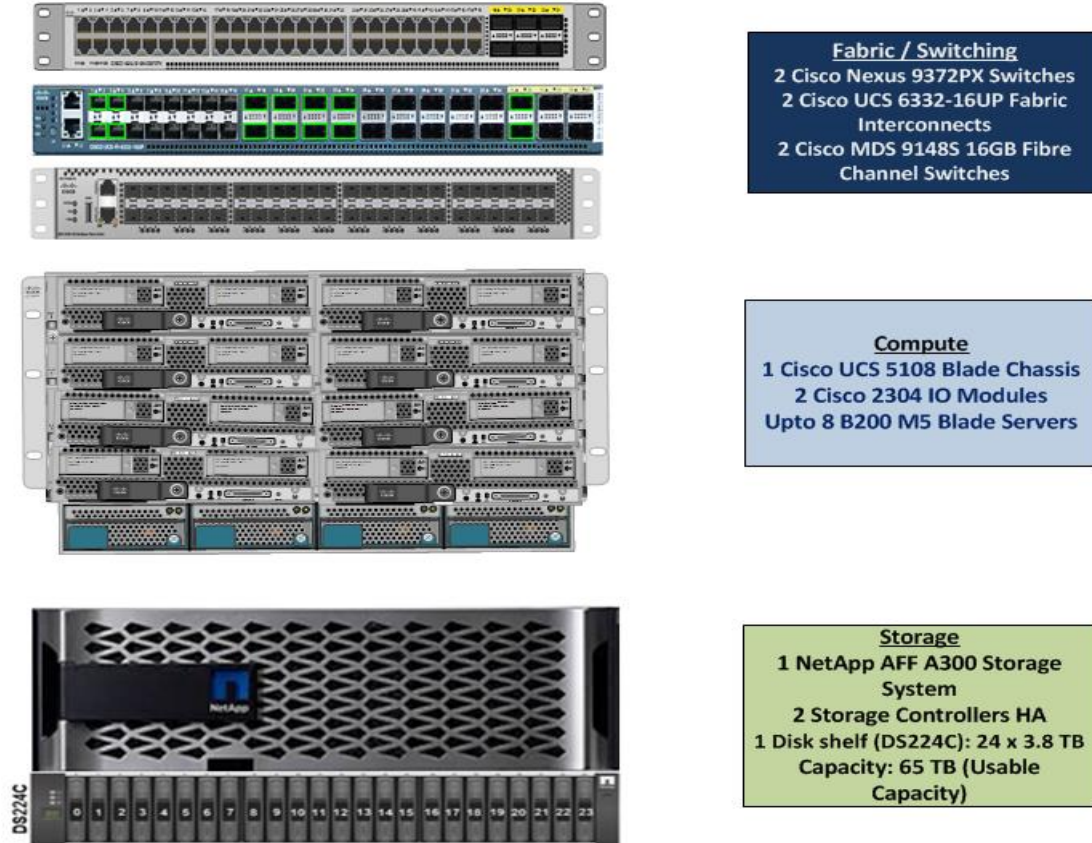 Fabric / Switching
2 Cisco Nexus 9372PX Switches
2 Cisco UCS 6332-16UP Fabric
Interconnects
2 Cisco MDS 9148S 16GB Fibre
Channel Switches
Compute
1 Cisco UCS 5108 Blade Chassis
2 Cisco 2304 IO Modules
Upto 8 B200 M5 Blade Servers
NetApp
DS224C
0 1 2 3 4 5 6 7 8 9 10 11 12 13 14 15 16 17 18 19 20 21 22 23
Storage
1 NetApp AFF A300 Storage
System
2 Storage Controllers HA
1 Disk shelf (DS224C): 24 x 3.8 TB
Capacity: 65 TB (Usable
Capacity)